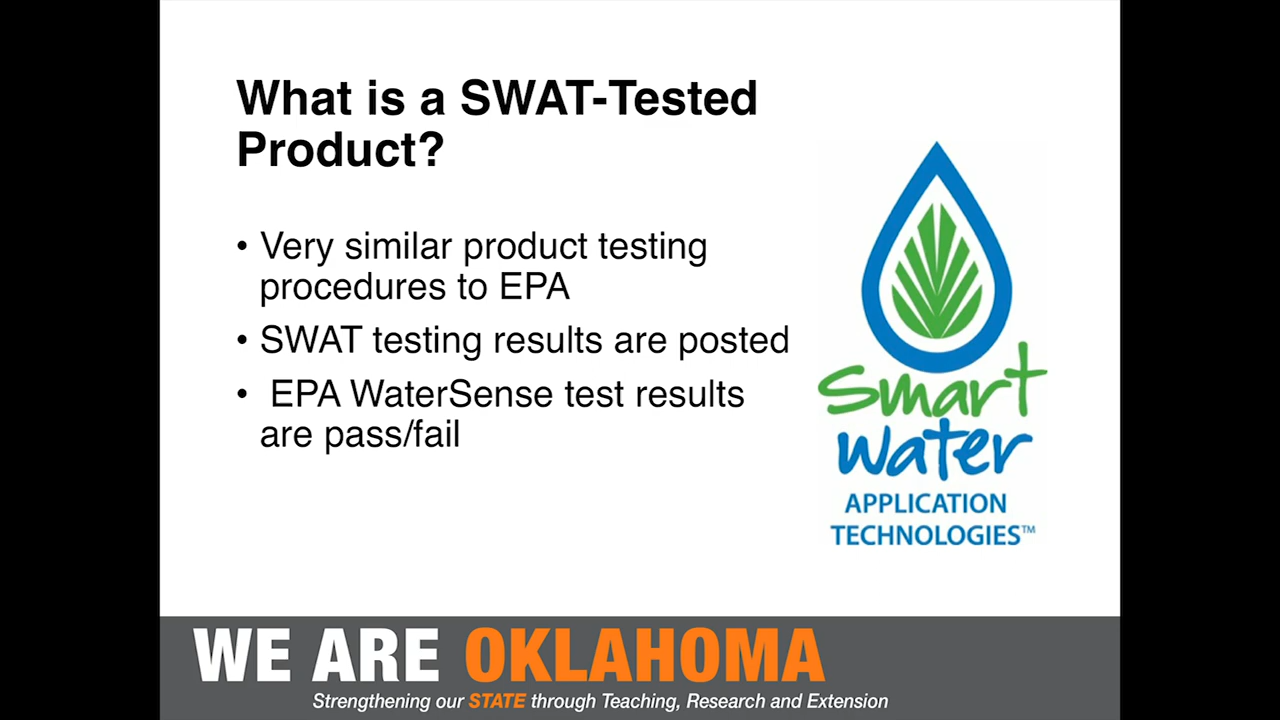 What is a SWAT-Tested
Product?
• Very similar product testing
procedures to EPA
• SWAT testing results are posted
• EPA WaterSense test results
are pass/fail
smart
water
APPLICATION
TECHNOLOGIES™
WE ARE OKLAHOMA
Strengthening our STATE through Teaching, Research and Extension